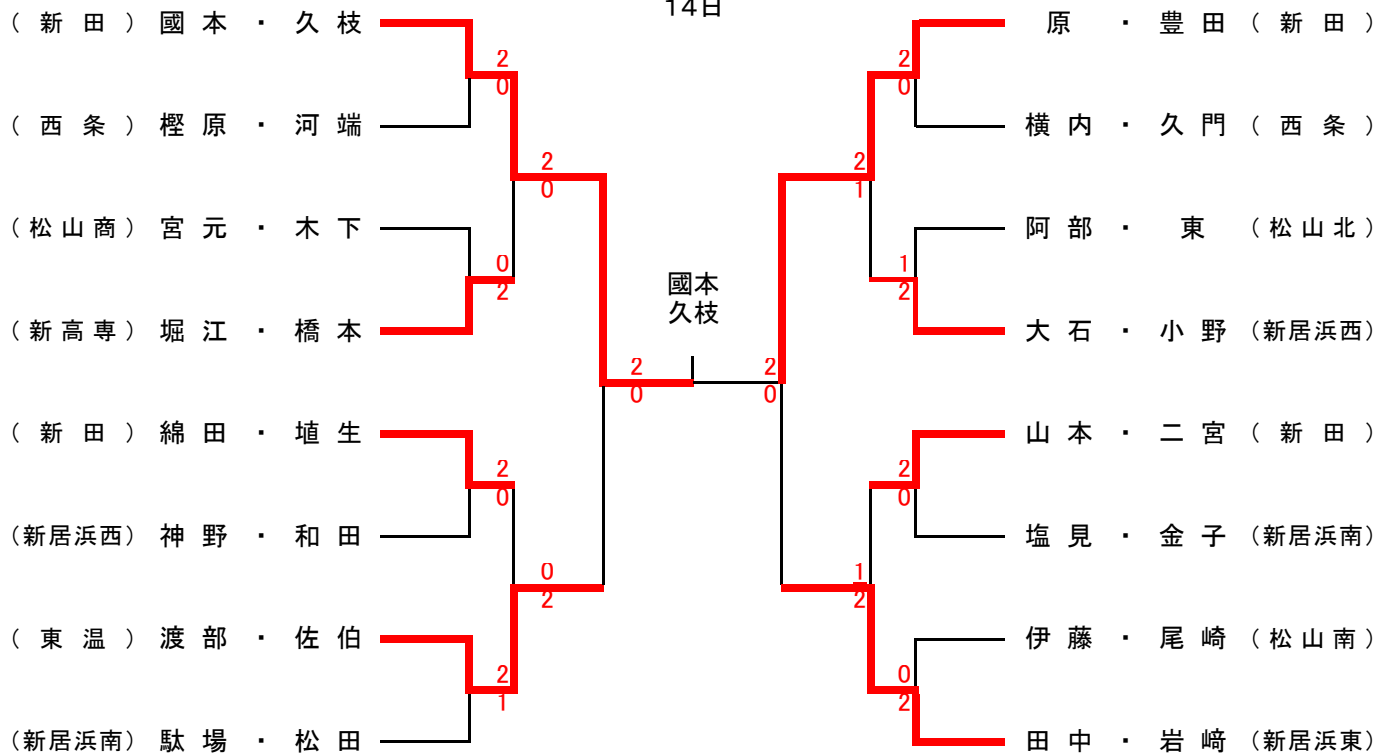 14日
(新田) 國本・久枝
2
0
(西条) 樫原・河端
2
0
(松山商) 宮元・木下
0
2
(新高専) 堀江・橋本
2
0
(新田) 綿田・埴生
2
0
(新居浜西) 神野・和田
0
2
(東温) 渡部・佐伯
2
1
(新居浜南) 駄場・松田
國本
久枝
原・豊田 (新田)
2
0
横内・久門 (西条)
2
1
阿部・東 (松山北)
1
2
大石・小野 (新居浜西)
2
0
山本・二宮 (新田)
2
0
塩見・金子 (新居浜南)
1
2
伊藤・尾崎 (松山南)
0
2
田中・岩﨑 (新居浜東)